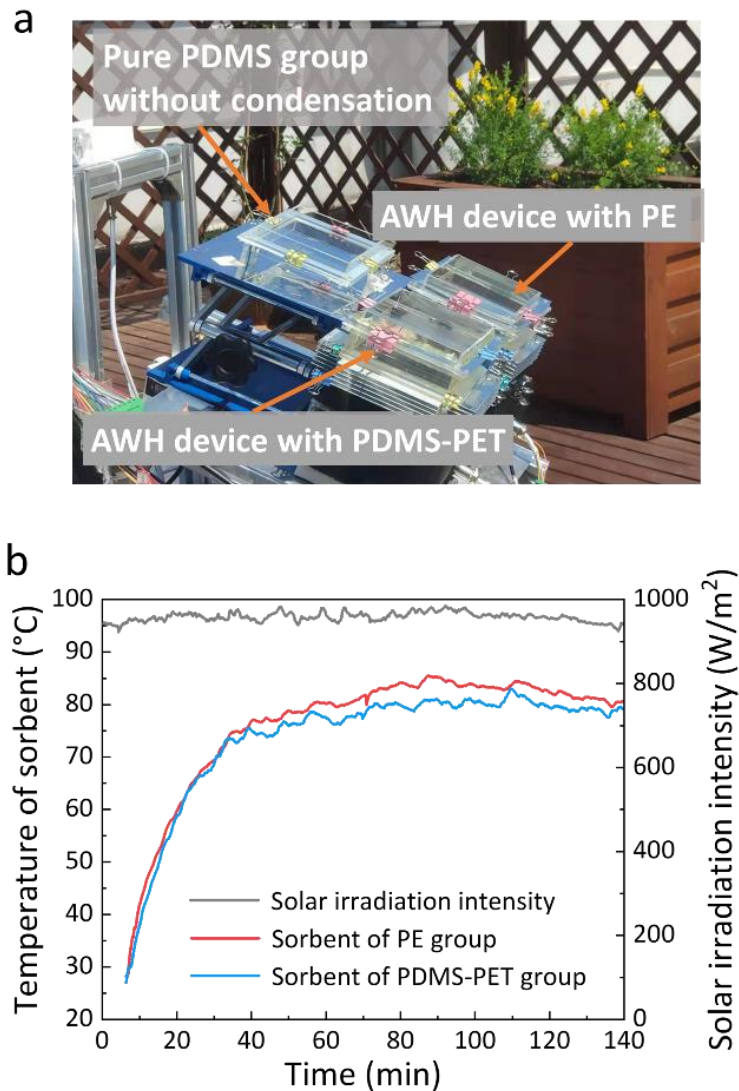 a
Pure PDMS group
without condensation
AWH device with PE
AWH device with PDMS-PET
b
Temperature of sorbent (°C)
100
90
80
70
60
50
40
30
20
Solar irradiation intensity (W/m²)
1000
800
600
400
200
0
Solar irradiation intensity
Sorbent of PE group
Sorbent of PDMS-PET group
0 20 40 60 80 100 120 140
Time (min)